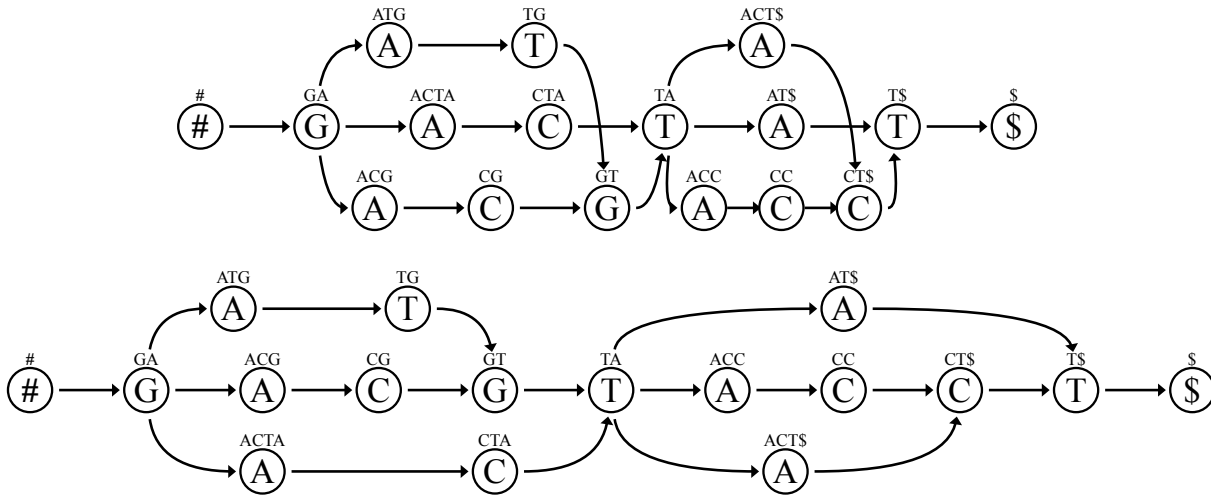 ATG TG ACT$
A T A
# GA ACTA CTA TA AT$ T$ $
# G A C T A T $
ACG CG GT ACC CC CT$
A C G A C C
ATG TG AT$
A T A
# GA ACG CG GT TA ACC CC CT$ T$ $
# G A C G T A C C T $
ACTA CTA ACT$
A C A